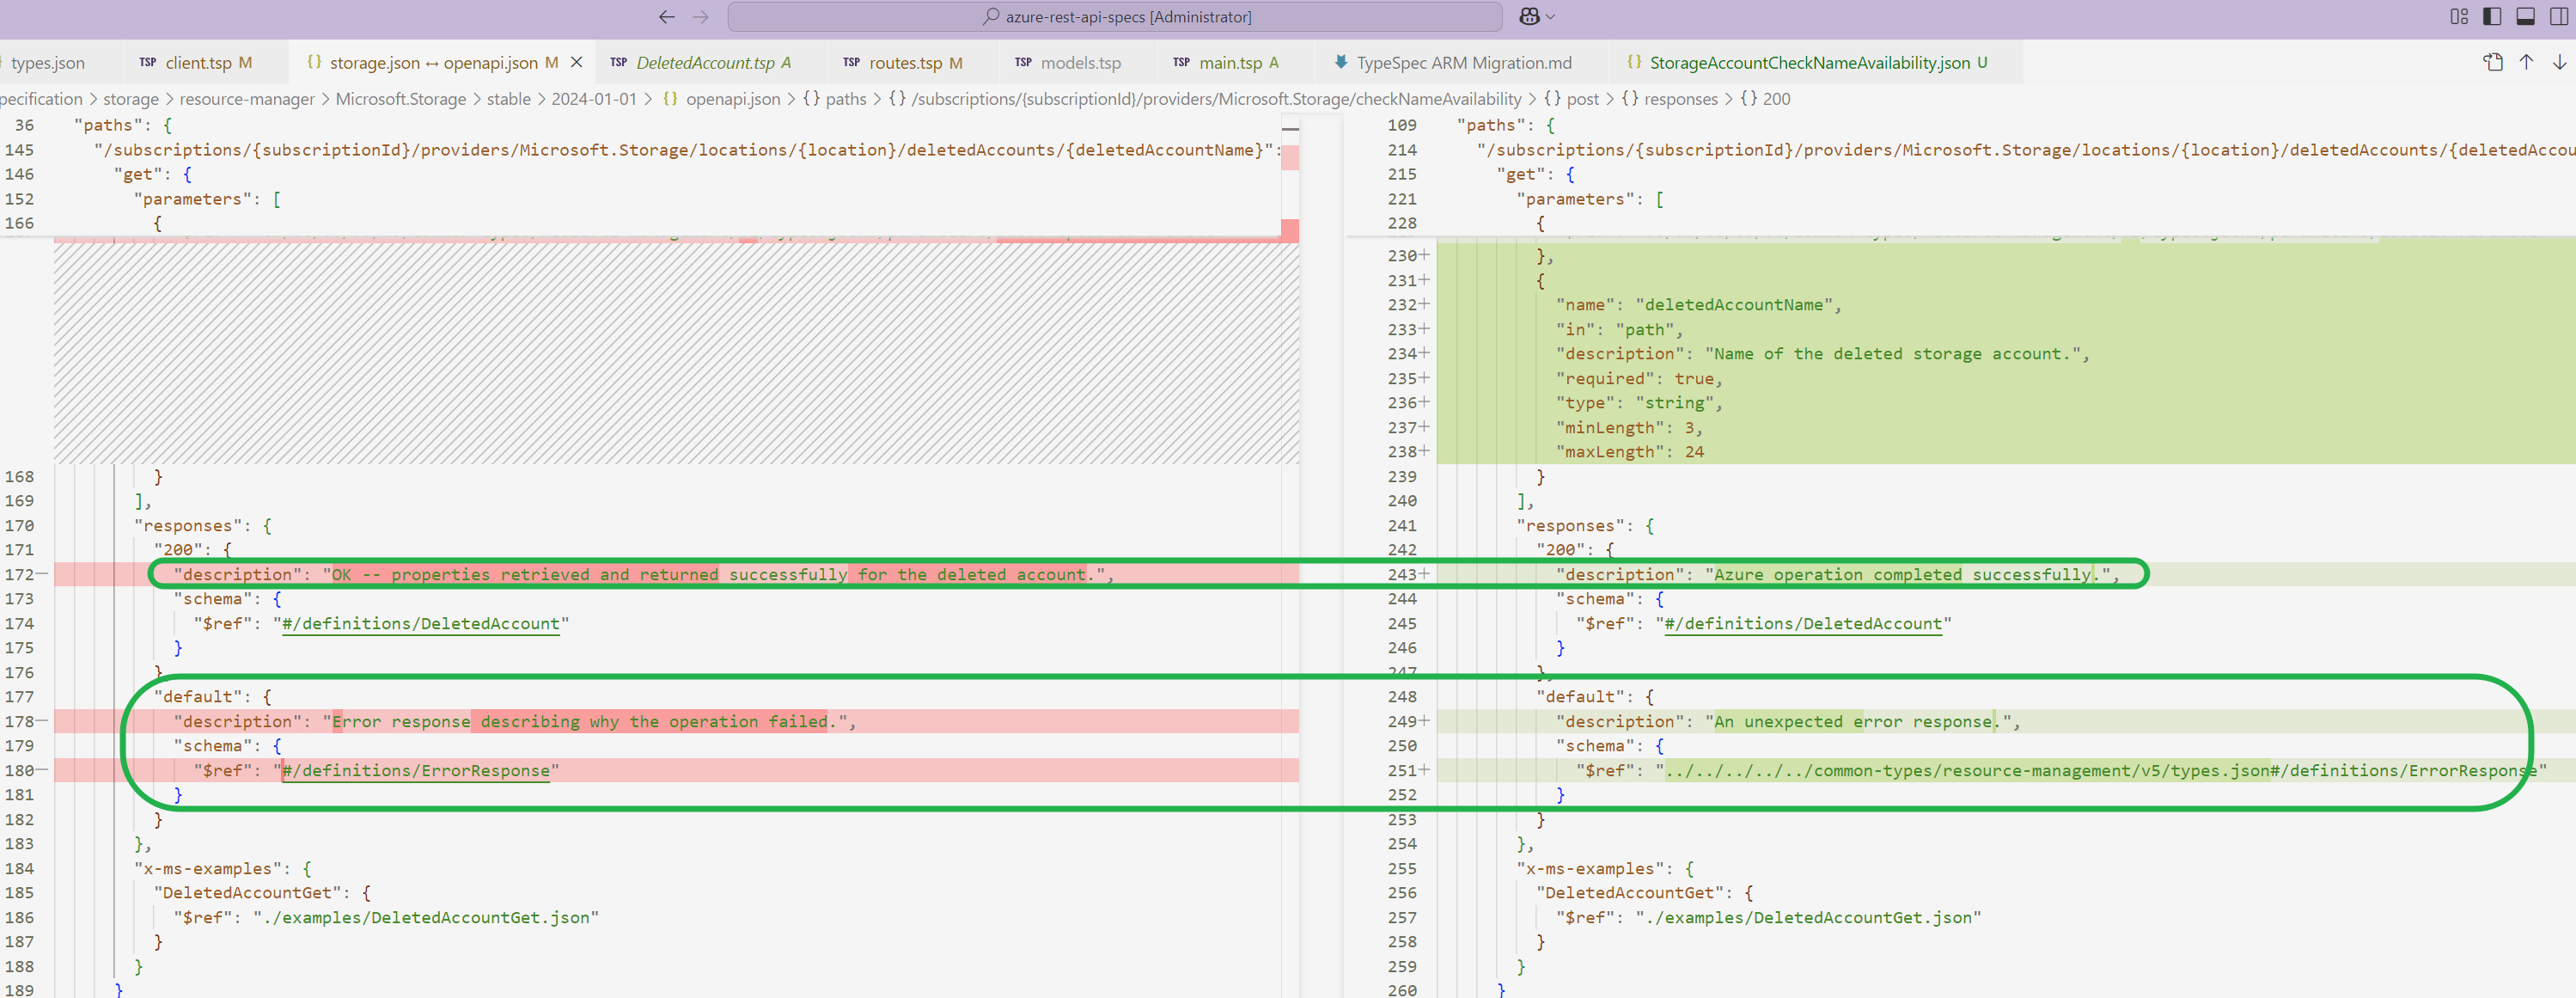 azure-rest-api-specs [Administrator]
types.json
TSP client.tsp M
{} storage.json ↔ openapi.json M ×
TSP DeletedAccount.tsp A
TSP routes.tsp M
TSP models.tsp
TSP main.tsp A
TypeSpec ARM Migration.md
{} StorageAccountCheckNameAvailability.json U
pecification > storage > resource-manager > Microsoft.Storage > stable > 2024-01-01 > {} openapi.json > {} paths > {} /subscriptions/{subscriptionId}/providers/Microsoft.Storage/checkNameAvailability > {} post > {} responses > {} 200
36 "paths": {
145 "/subscriptions/{subscriptionId}/providers/Microsoft.Storage/locations/{location}/deletedAccounts/{deletedAccountName}":
146 "get": {
152 "parameters": [
166 {
168 }
169 ],
170 "responses": {
171 "200": {
172— "description": "OK -- properties retrieved and returned successfully for the deleted account.",
173 "schema": {
174 "$ref": "#/definitions/DeletedAccount"
175 }
176 },
177 "default": {
178— "description": "Error response describing why the operation failed.",
179 "schema": {
180— "$ref": "#/definitions/ErrorResponse"
181 }
182 }
183 },
184 "x-ms-examples": {
185 "DeletedAccountGet": {
186 "$ref": "./examples/DeletedAccountGet.json"
187 }
188 }
189 }
109 "paths": {
214 "/subscriptions/{subscriptionId}/providers/Microsoft.Storage/locations/{location}/deletedAccounts/{deletedAccou
215 "get": {
221 "parameters": [
228 {
230+ },
231+ {
232+ "name": "deletedAccountName",
233+ "in": "path",
234+ "description": "Name of the deleted storage account.",
235+ "required": true,
236+ "type": "string",
237+ "minLength": 3,
238+ "maxLength": 24
239 }
240 ],
241 "responses": {
242 "200": {
243+ "description": "Azure operation completed successfully.",
244 "schema": {
245 "$ref": "#/definitions/DeletedAccount"
246 }
247 },
248 "default": {
249+ "description": "An unexpected error response.",
250 "schema": {
251+ "$ref": "../../../../../common-types/resource-management/v5/types.json#/definitions/ErrorResponse"
252 }
253 }
254 },
255 "x-ms-examples": {
256 "DeletedAccountGet": {
257 "$ref": "./examples/DeletedAccountGet.json"
258 }
259 }
260 }